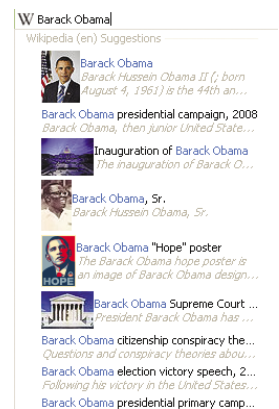 W Barack Obama
Wikipedia (en) Suggestions
Barack Obama
Barack Hussein Obama II (; born
August 4, 1961) is the 44th an...
Barack Obama presidential campaign, 2008
Barack Obama, then junior United State...
Inauguration of Barack Obama
The inauguration of Barack O...
Barack Obama, Sr.
Barack Hussein Obama, Sr.
Barack Obama "Hope" poster
The Barack Obama hope poster is
an image of Barack Obama design...
HOPE
Barack Obama Supreme Court ...
President Barack Obama has ...
Barack Obama citizenship conspiracy the...
Questions and conspiracy theories abou...
Barack Obama election victory speech, 2...
Following his victory in the United States...
Barack Obama presidential primary camp...